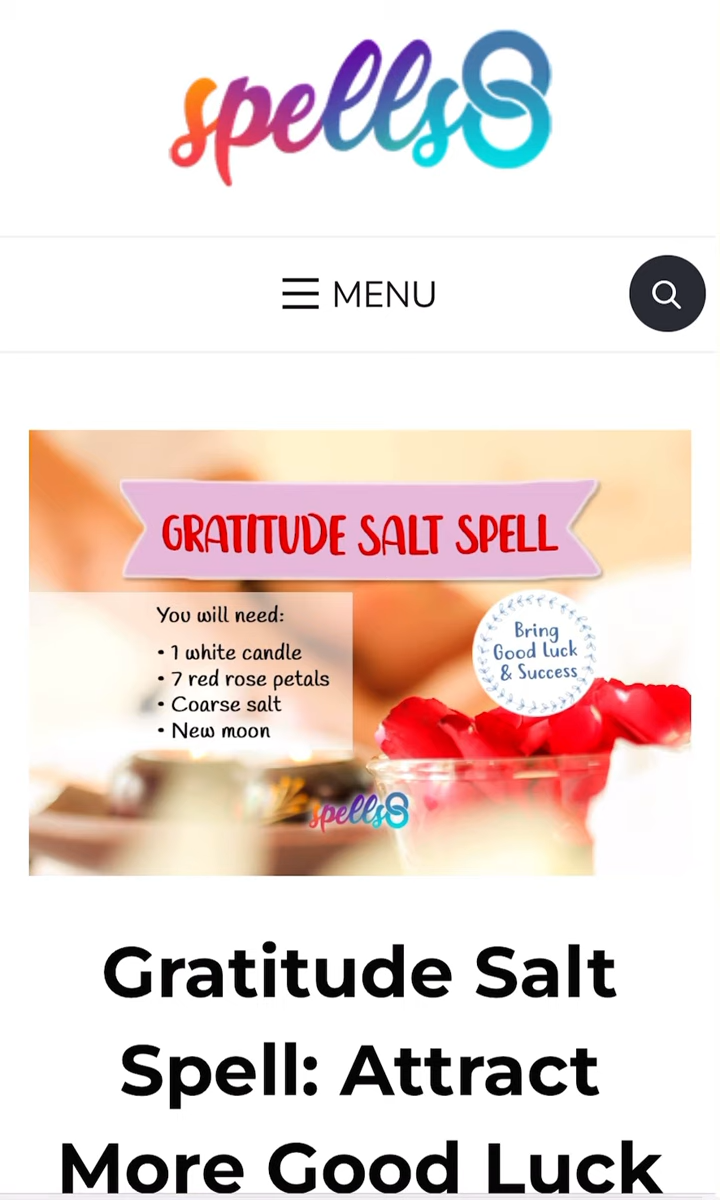 spells8
MENU
GRATITUDE SALT SPELL
You will need:
• 1 white candle
• 7 red rose petals
• Coarse salt
• New moon
Bring
Good luck
& Success
spells8
Gratitude Salt
Spell: Attract
More Good Luck